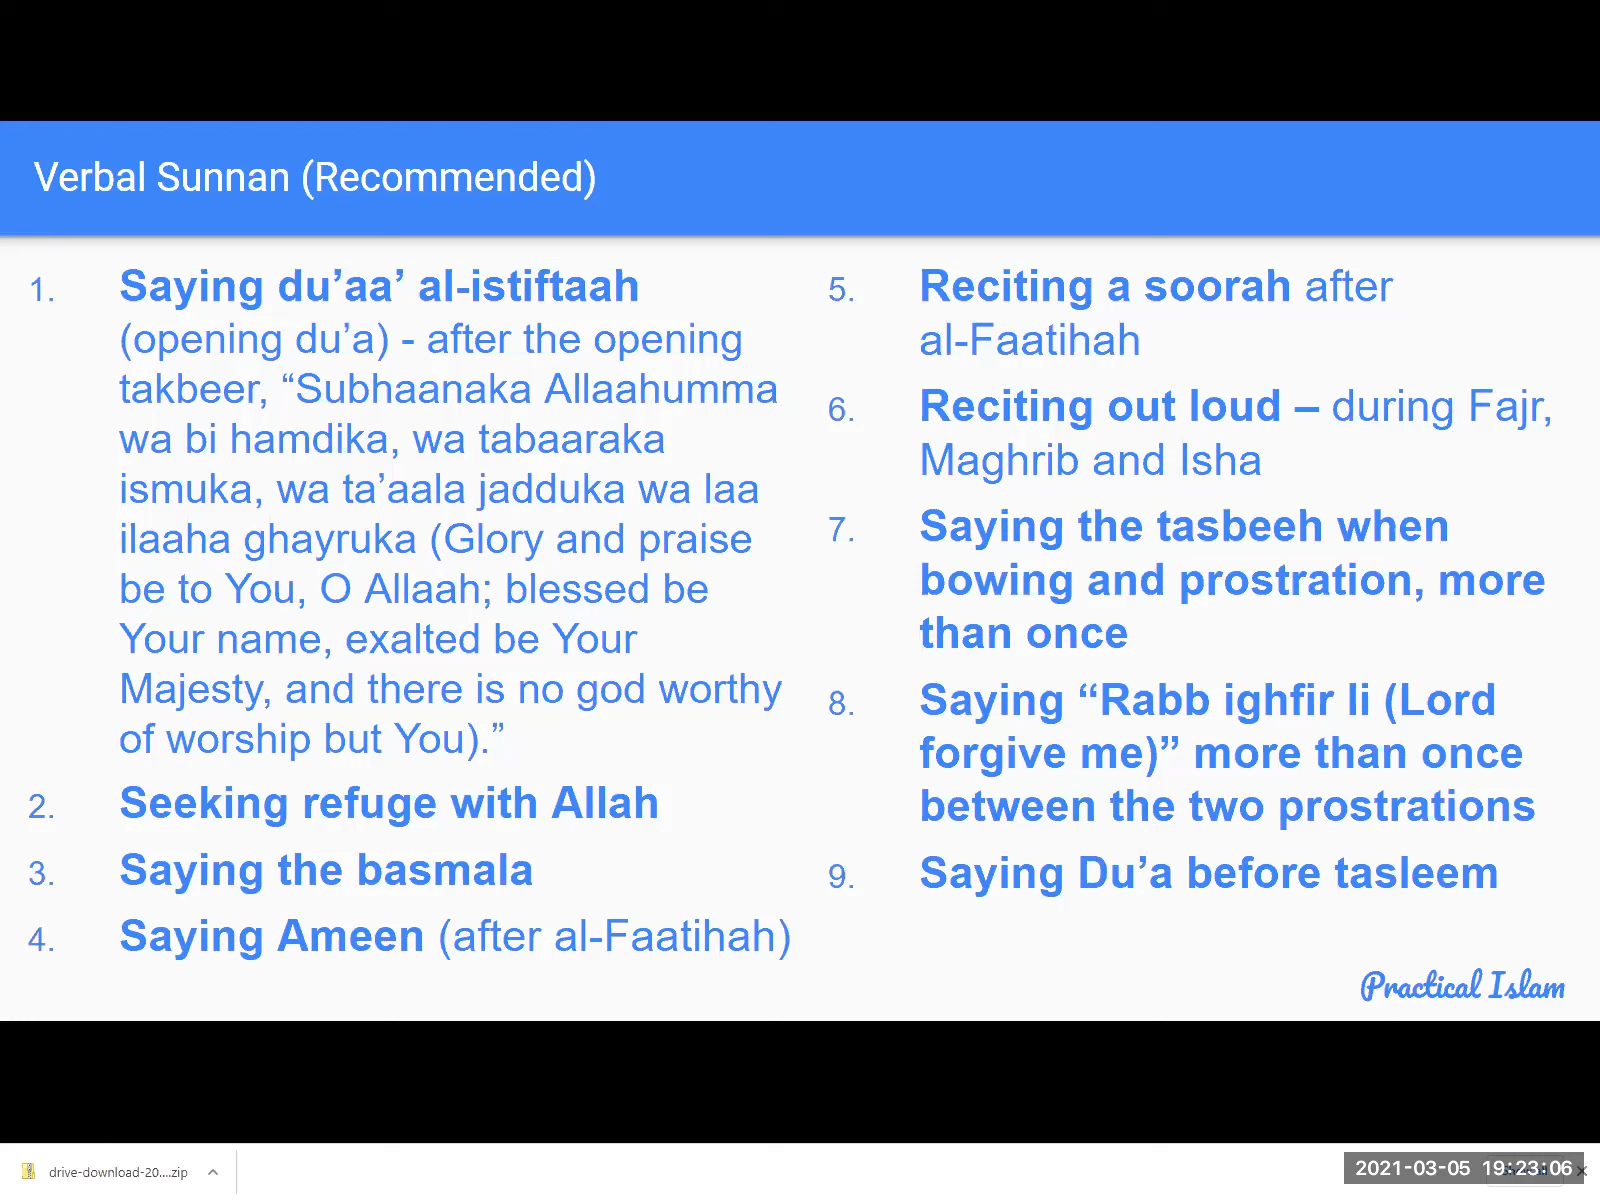 Verbal Sunnan (Recommended)
1. Saying du’aa’ al-istiftaah
(opening du’a) - after the opening
takbeer, “Subhaanaka Allaahumma
wa bi hamdika, wa tabaaraka
ismuka, wa ta’aala jadduka wa laa
ilaaha ghayruka (Glory and praise
be to You, O Allaah; blessed be
Your name, exalted be Your
Majesty, and there is no god worthy
of worship but You).”
2. Seeking refuge with Allah
3. Saying the basmala
4. Saying Ameen (after al-Faatihah)
5. Reciting a soorah after
al-Faatihah
6. Reciting out loud – during Fajr,
Maghrib and Isha
7. Saying the tasbeeh when
bowing and prostration, more
than once
8. Saying “Rabb ighfir li (Lord
forgive me)” more than once
between the two prostrations
9. Saying Du’a before tasleem
Practical Islam
drive-download-20....zip
2021-03-05 19:23:06